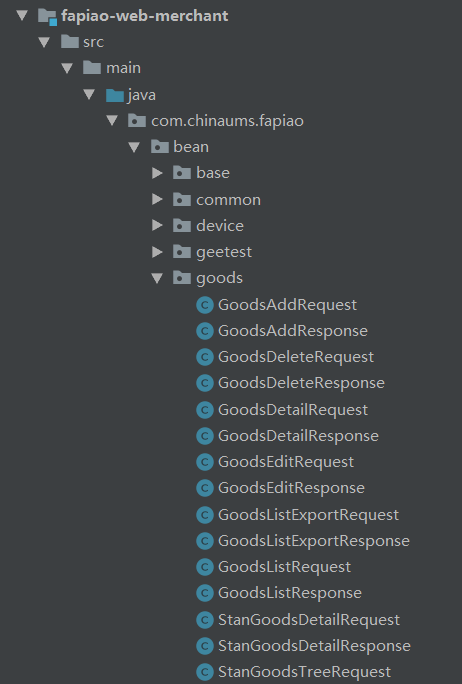 fapiao-web-merchant
src
main
java
com.chinaums.fapiao
bean
base
common
device
geetest
goods
GoodsAddRequest
GoodsAddResponse
GoodsDeleteRequest
GoodsDeleteResponse
GoodsDetailRequest
GoodsDetailResponse
GoodsEditRequest
GoodsEditResponse
GoodsListExportRequest
GoodsListExportResponse
GoodsListRequest
GoodsListResponse
StanGoodsDetailRequest
StanGoodsDetailResponse
StanGoodsTreeRequest